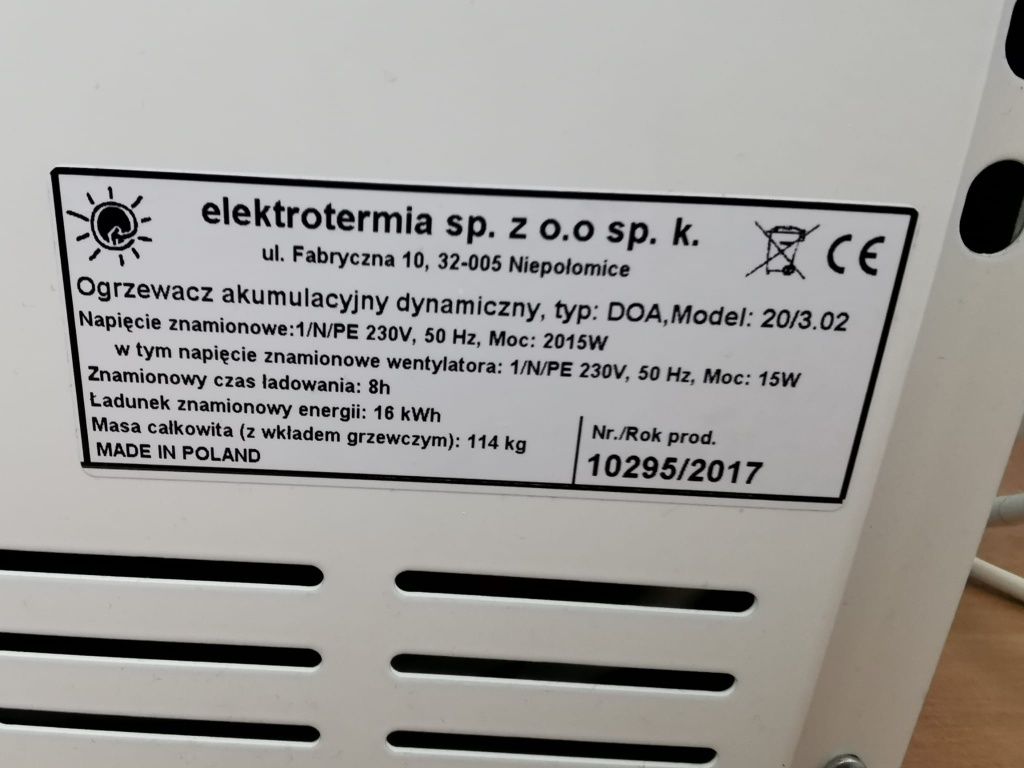 elektrotermia sp. z o.o sp. k.
ul. Fabryczna 10, 32-005 Niepołomice
CE
Ogrzewacz akumulacyjny dynamiczny, typ: DOA,Model: 20/3.02
Napięcie znamionowe:1/N/PE 230V, 50 Hz, Moc: 2015W
w tym napięcie znamionowe wentylatora: 1/N/PE 230V, 50 Hz, Moc: 15W
Znamionowy czas ładowania: 8h
Ładunek znamionowy energii: 16 kWh
Masa całkowita (z wkładem grzewczym): 114 kg
MADE IN POLAND
Nr./Rok prod.
10295/2017